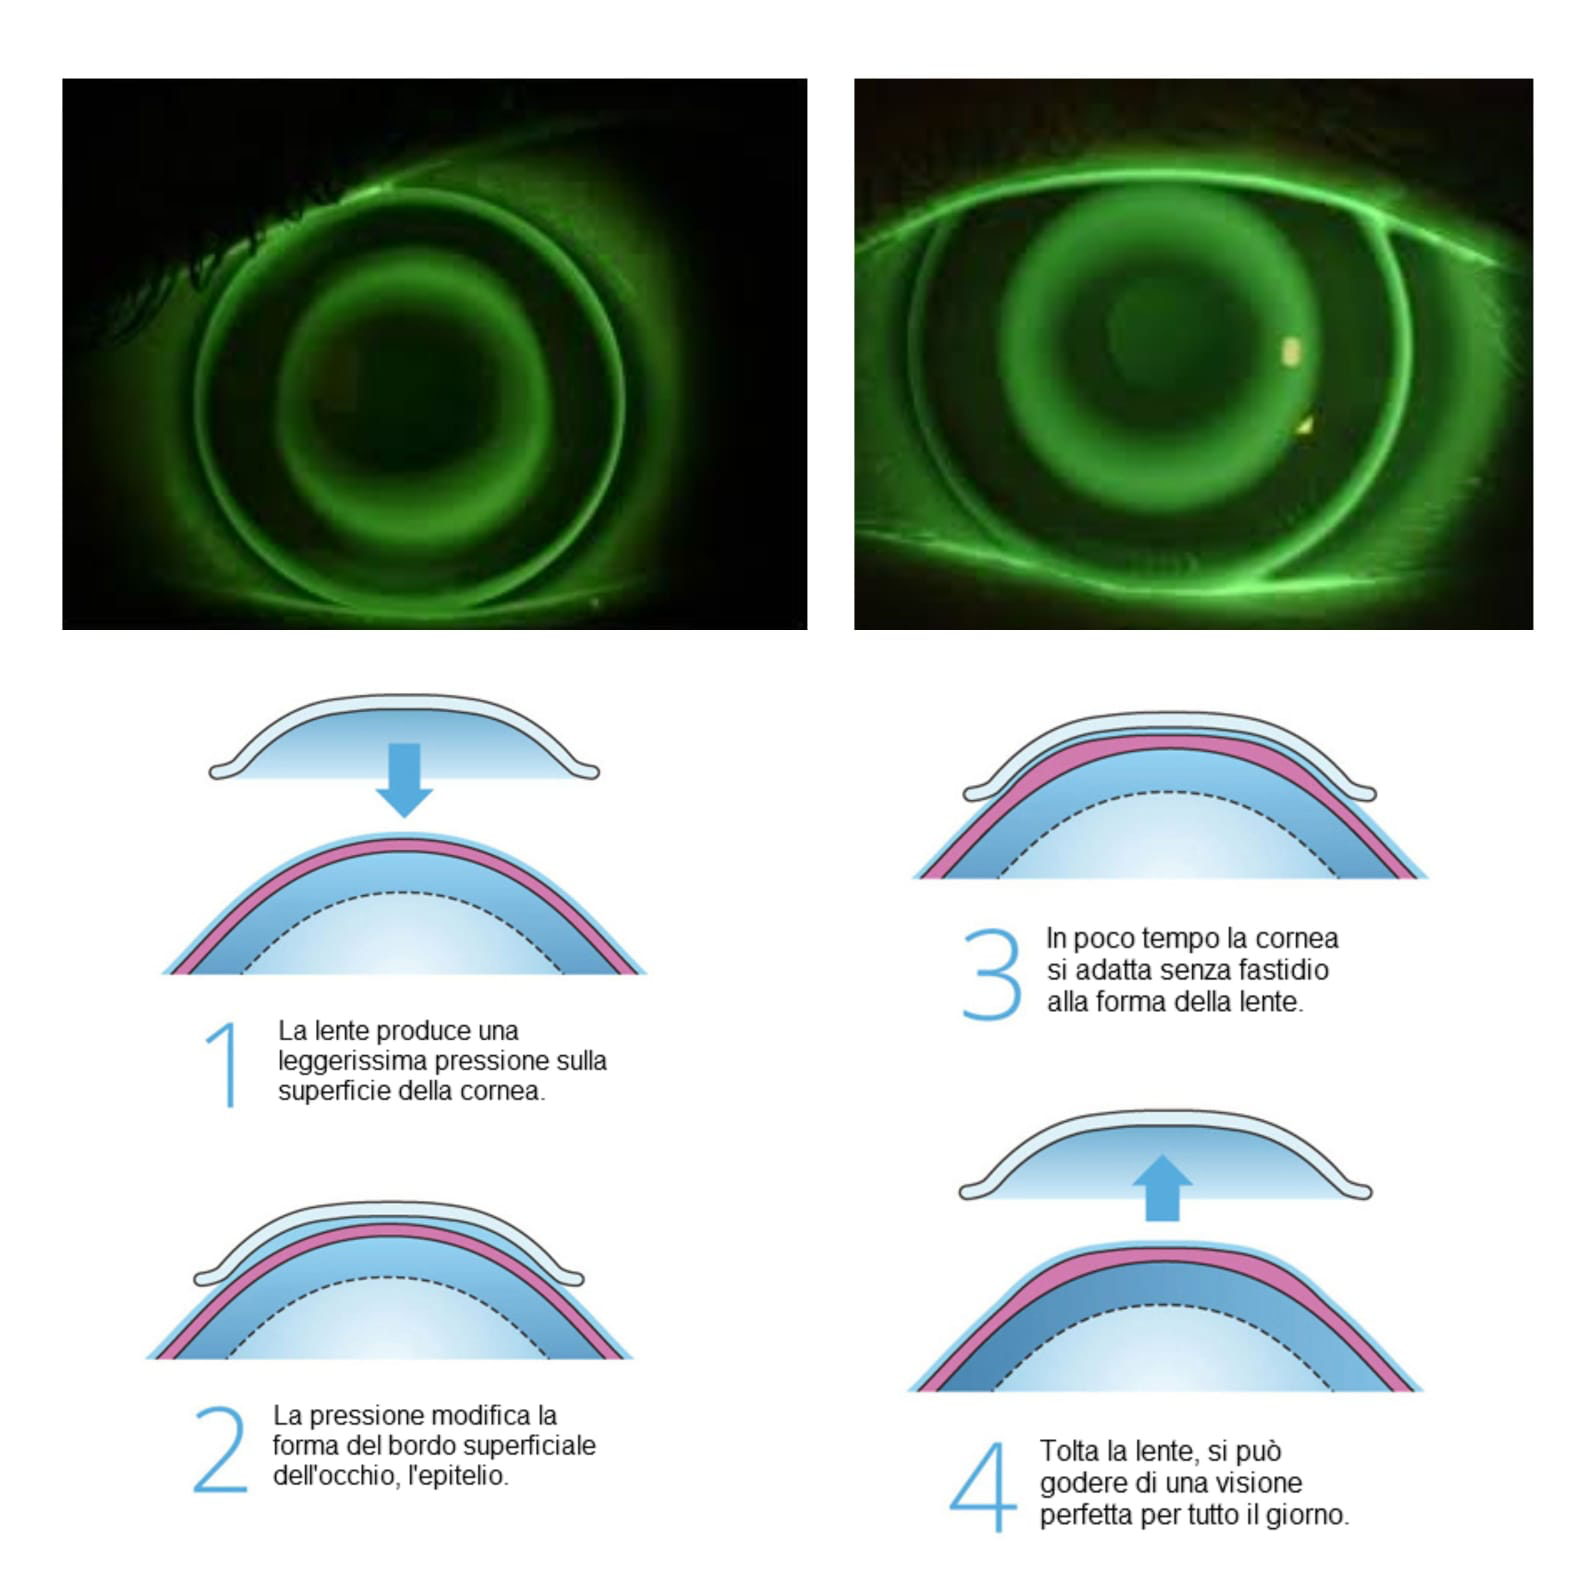 1
La lente produce una
leggerissima pressione sulla
superficie della cornea.
2
La pressione modifica la
forma del bordo superficiale
dell'occhio, l'epitelio.
3
In poco tempo la cornea
si adatta senza fastidio
alla forma della lente.
4
Tolta la lente, si può
godere di una visione
perfetta per tutto il giorno.